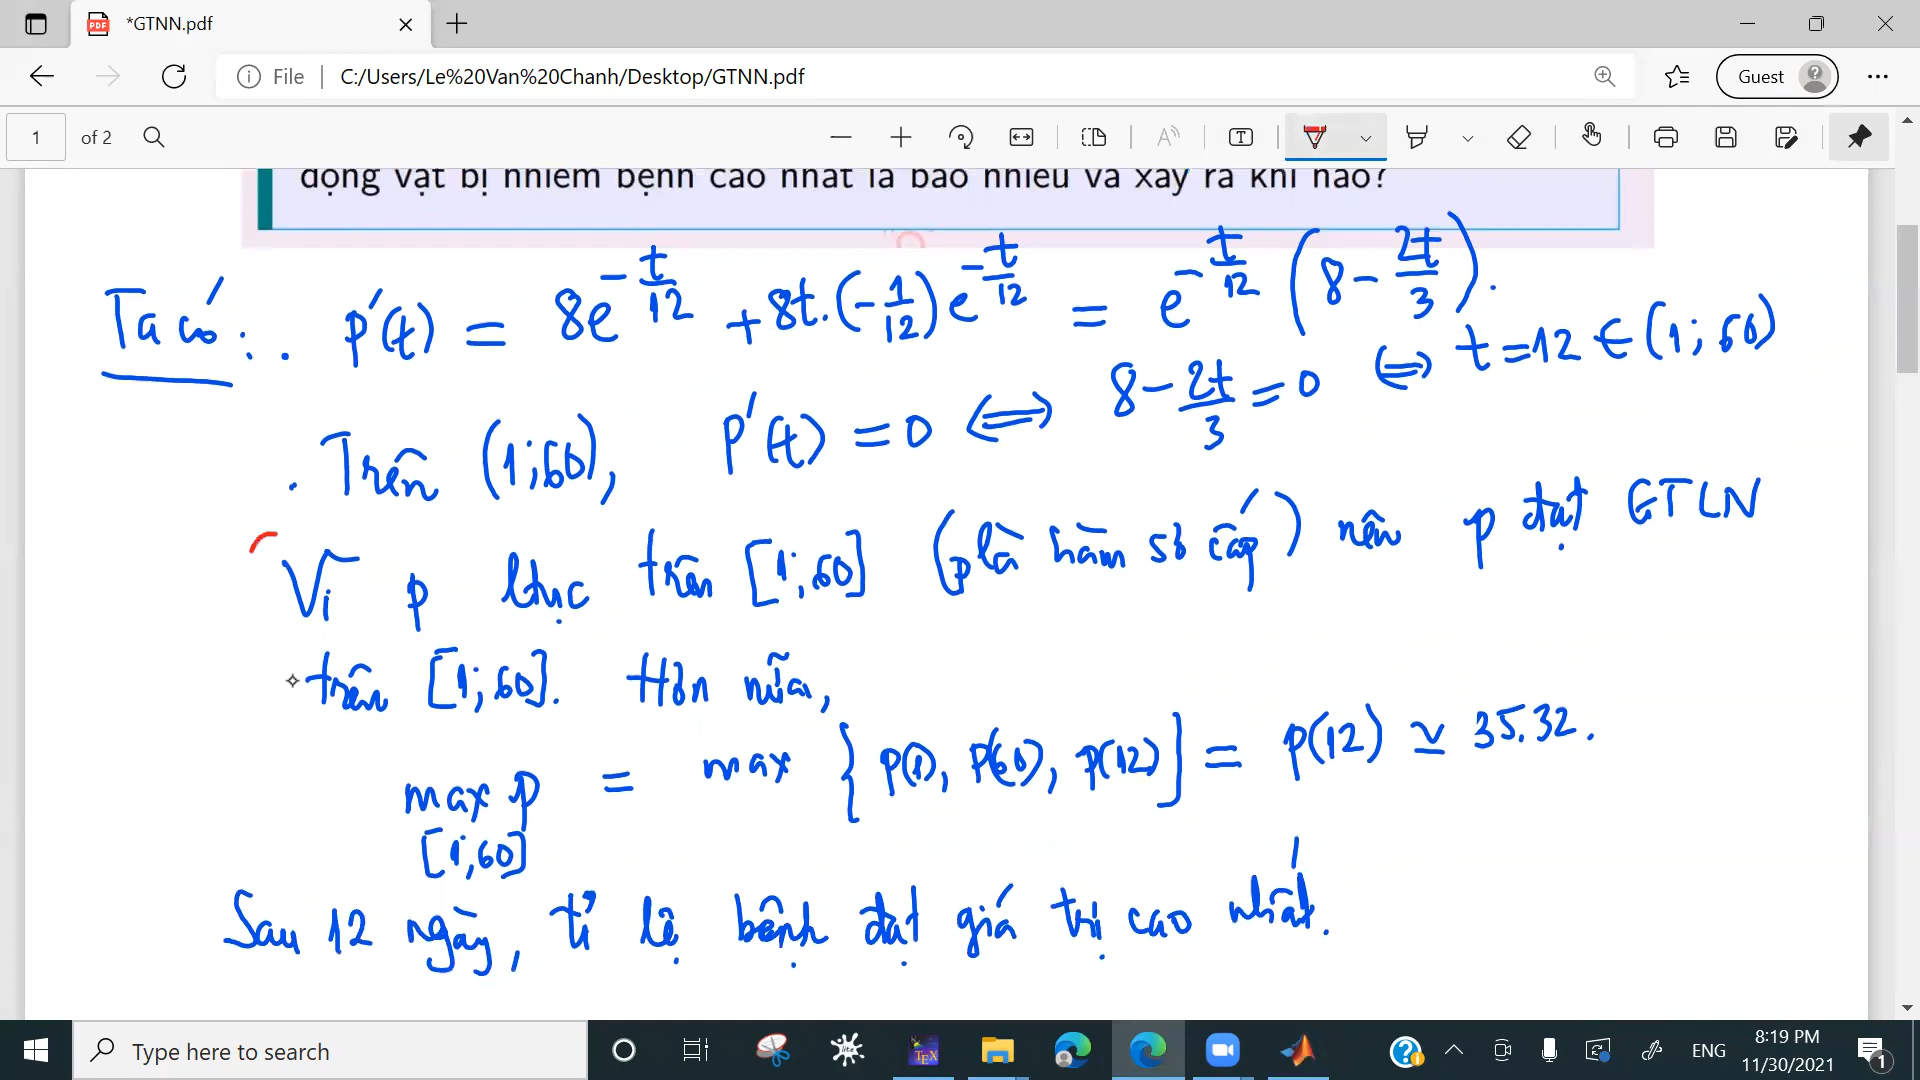 *GTNN.pdf
File C:/Users/Le%20Van%20Chanh/Desktop/GTNN.pdf Guest
1 of 2
động vật bị nhiễm bệnh cao nhất là bao nhiêu và xảy ra khi nào?
Ta có: . p'(t) = 8e^{-t/12} + 8t.(-1/12)e^{-t/12} = e^{-t/12}(8 - 2t/3).
. Trên (1;60), p'(t) = 0 ⟺ 8 - 2t/3 = 0 ⟺ t = 12 ∈ (1; 60)
Vì p ltục trên [1;60] (p là hàm sơ cấp) nên p đạt GTLN
trên [1;60]. Hơn nữa,
max p = max {p(1), p(60), p(12)} = p(12) ≃ 35.32.
[1;60]
Sau 12 ngày, tỉ lệ bệnh đạt giá trị cao nhất.
Type here to search
lite
TEX
ENG
8:19 PM
11/30/2021
1